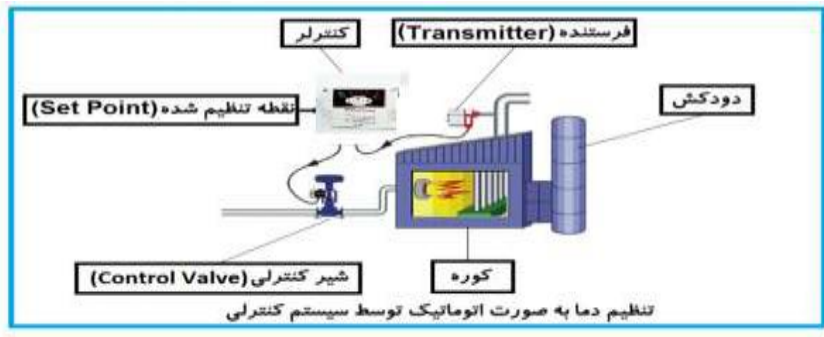 کنترلر
فرستنده (Transmitter)
نقطه تنظیم شده (Set Point)
دودکش
شیر کنترلی (Control Valve)
کوره
تنظیم دما به صورت اتوماتیک توسط سیستم کنترلی